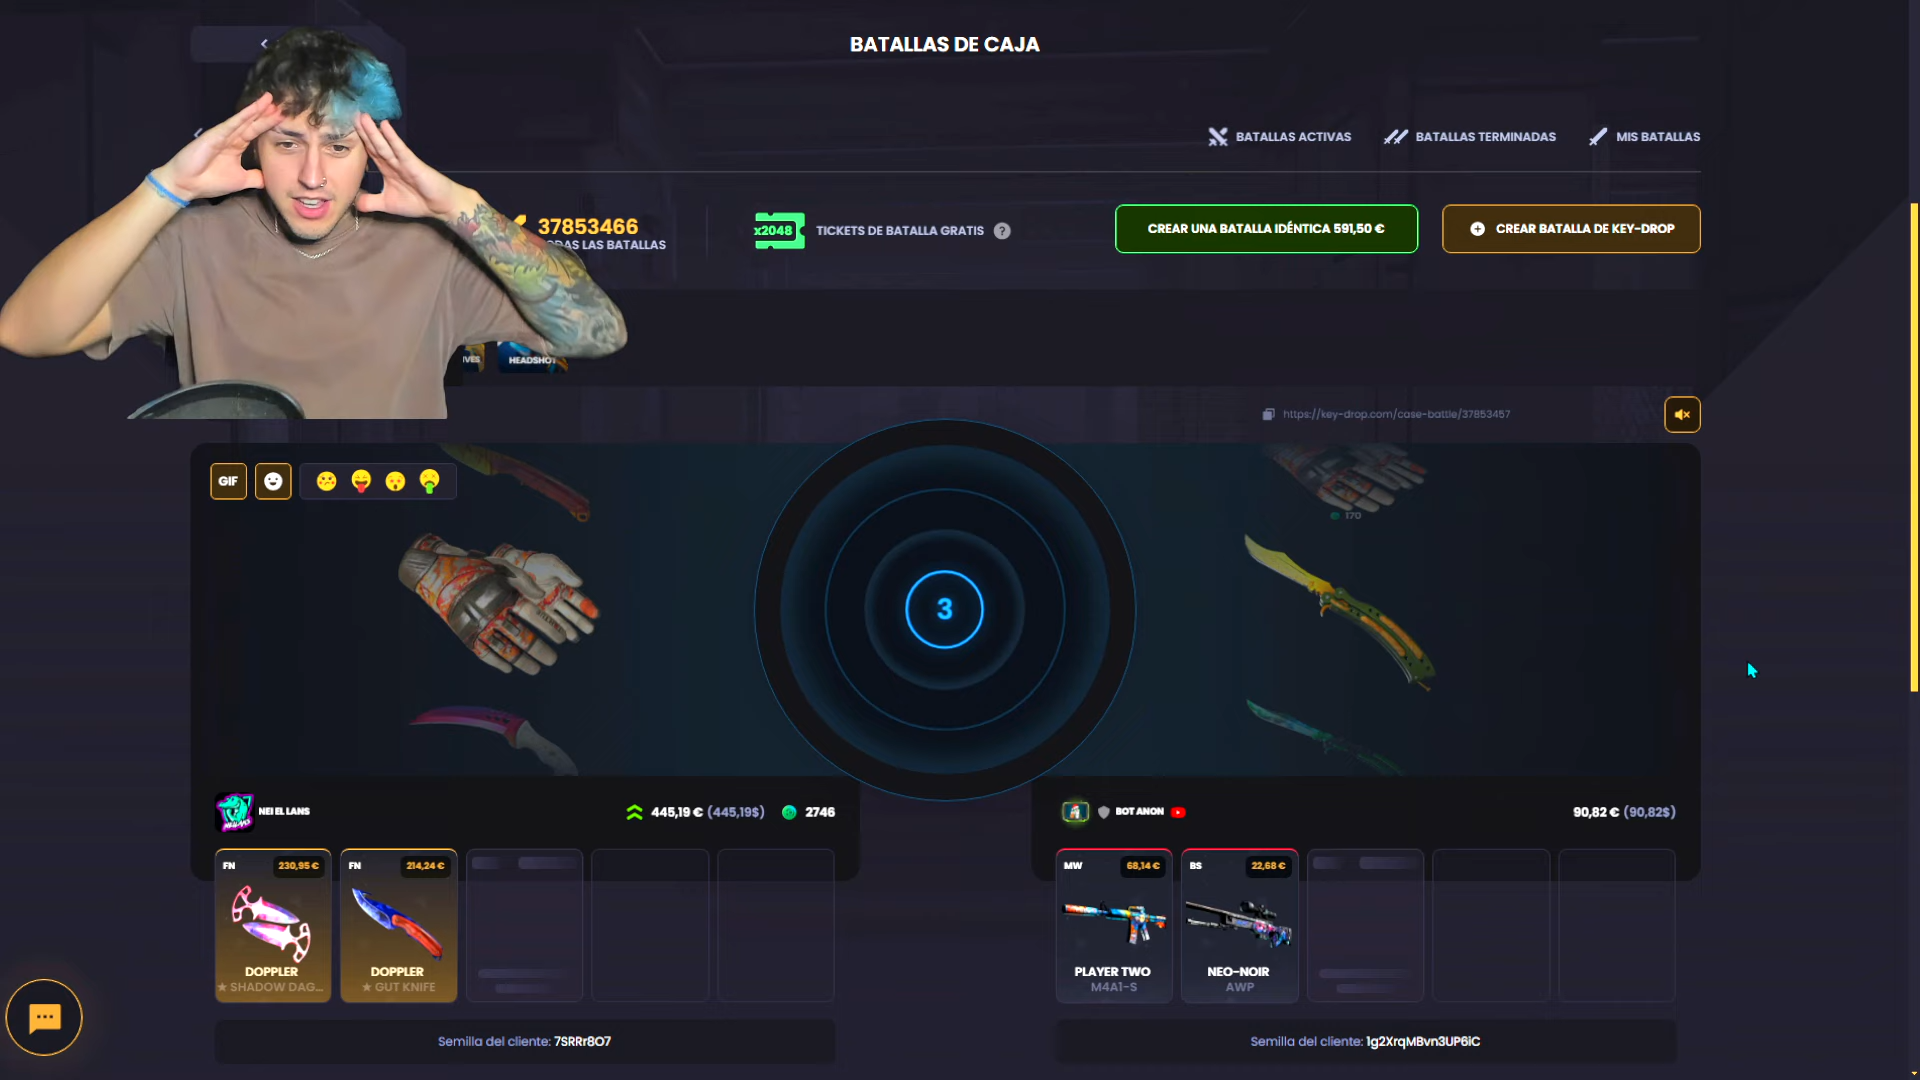 BATALLAS DE CAJA
BATALLAS ACTIVAS
BATALLAS TERMINADAS
MIS BATALLAS
37853466
LAS BATALLAS
x2048
TICKETS DE BATALLA GRATIS ?
CREAR UNA BATALLA IDÉNTICA 591,50 €
CREAR BATALLA DE KEY-DROP
HEADSHOT
https://key-drop.com/case-battle/37853457
GIF
170
3
NEI EL LANS
445,19 € (445,19$)
2746
BOT ANON
90,82 € (90,82$)
FN 230,95 €
DOPPLER
★ SHADOW DAG...
FN 214,24 €
DOPPLER
★ GUT KNIFE
MW 68,14 €
PLAYER TWO
M4A1-S
BS 22,68 €
NEO-NOIR
AWP
Semilla del cliente: 7SRRr8O7
Semilla del cliente: 1g2XrqMBvn3UP6iC